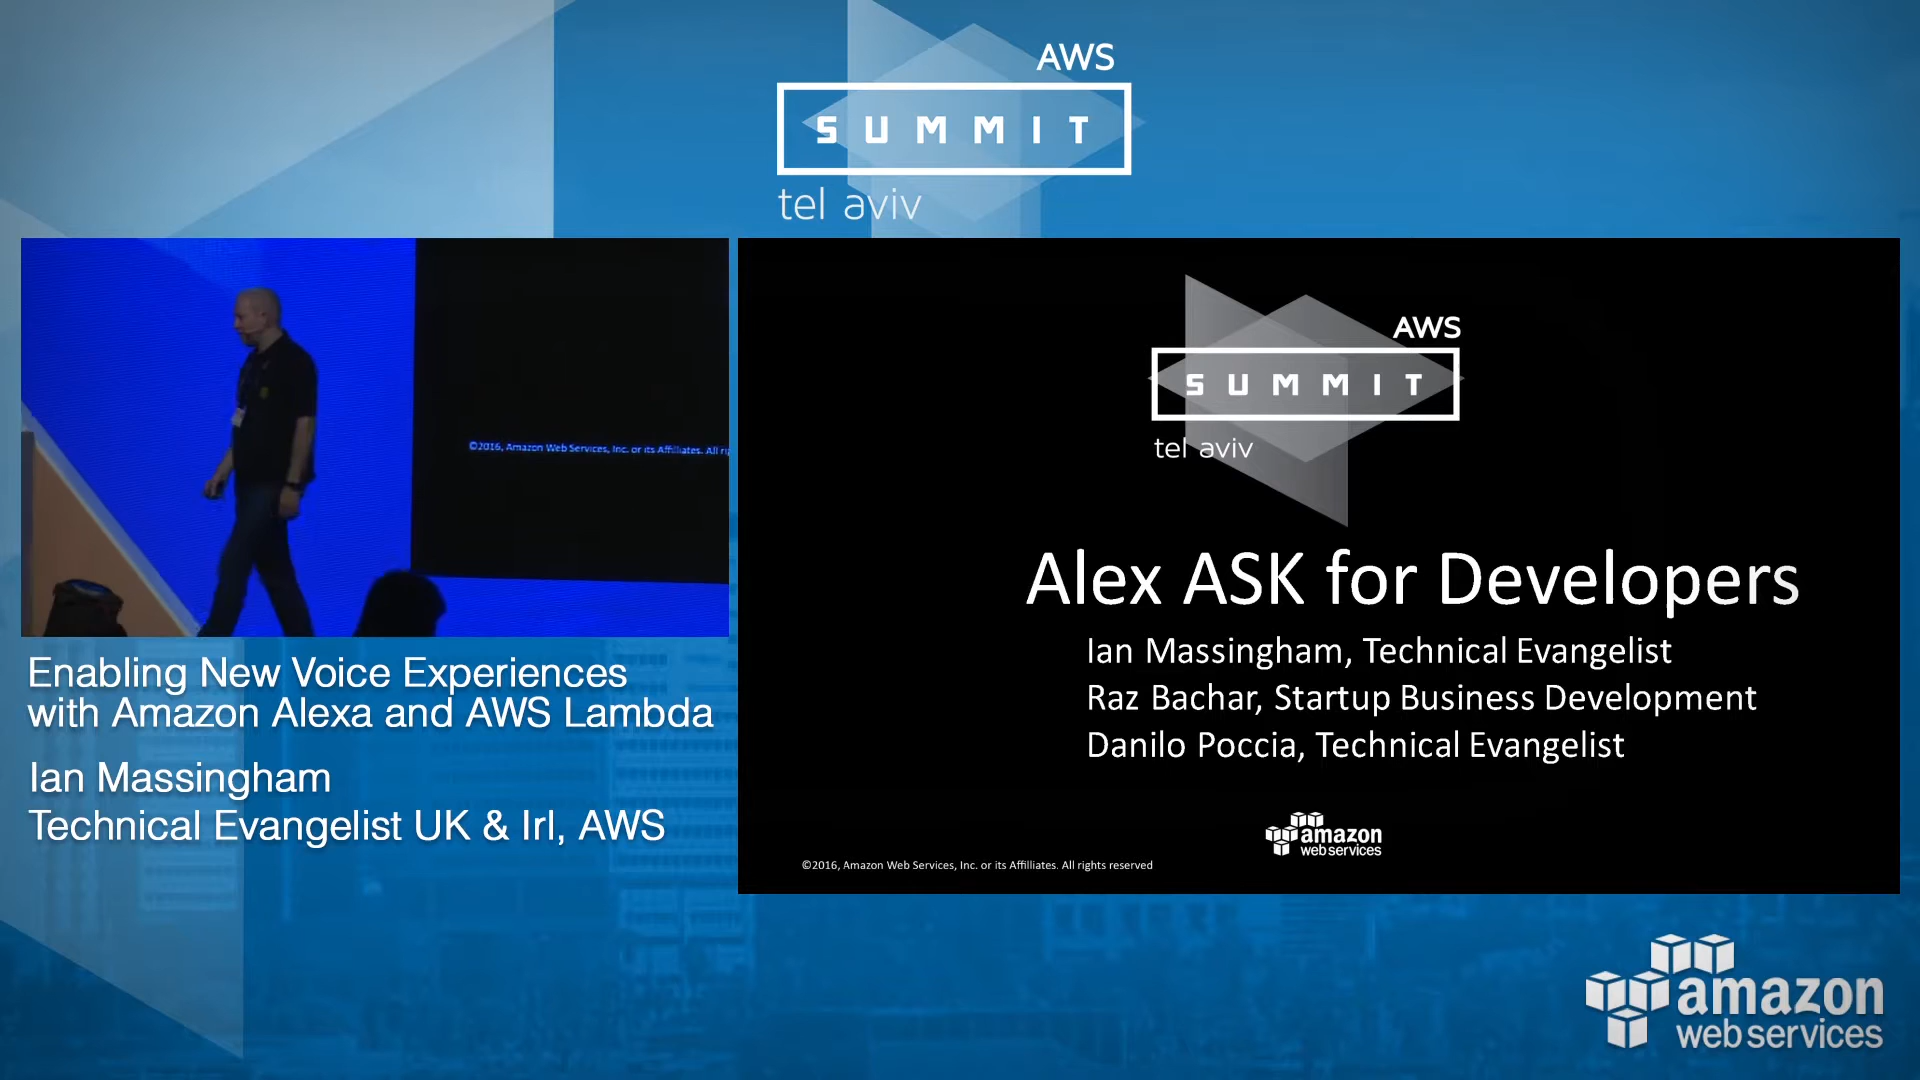 AWS
SUMMIT
tel aviv
©2016, Amazon Web Services, Inc. or its Affiliates. All ri
Enabling New Voice Experiences
with Amazon Alexa and AWS Lambda
Ian Massingham
Technical Evangelist UK & Irl, AWS
AWS
SUMMIT
tel aviv
Alex ASK for Developers
Ian Massingham, Technical Evangelist
Raz Bachar, Startup Business Development
Danilo Poccia, Technical Evangelist
amazon
web services
©2016, Amazon Web Services, Inc. or its Affiliates. All rights reserved
amazon
web services